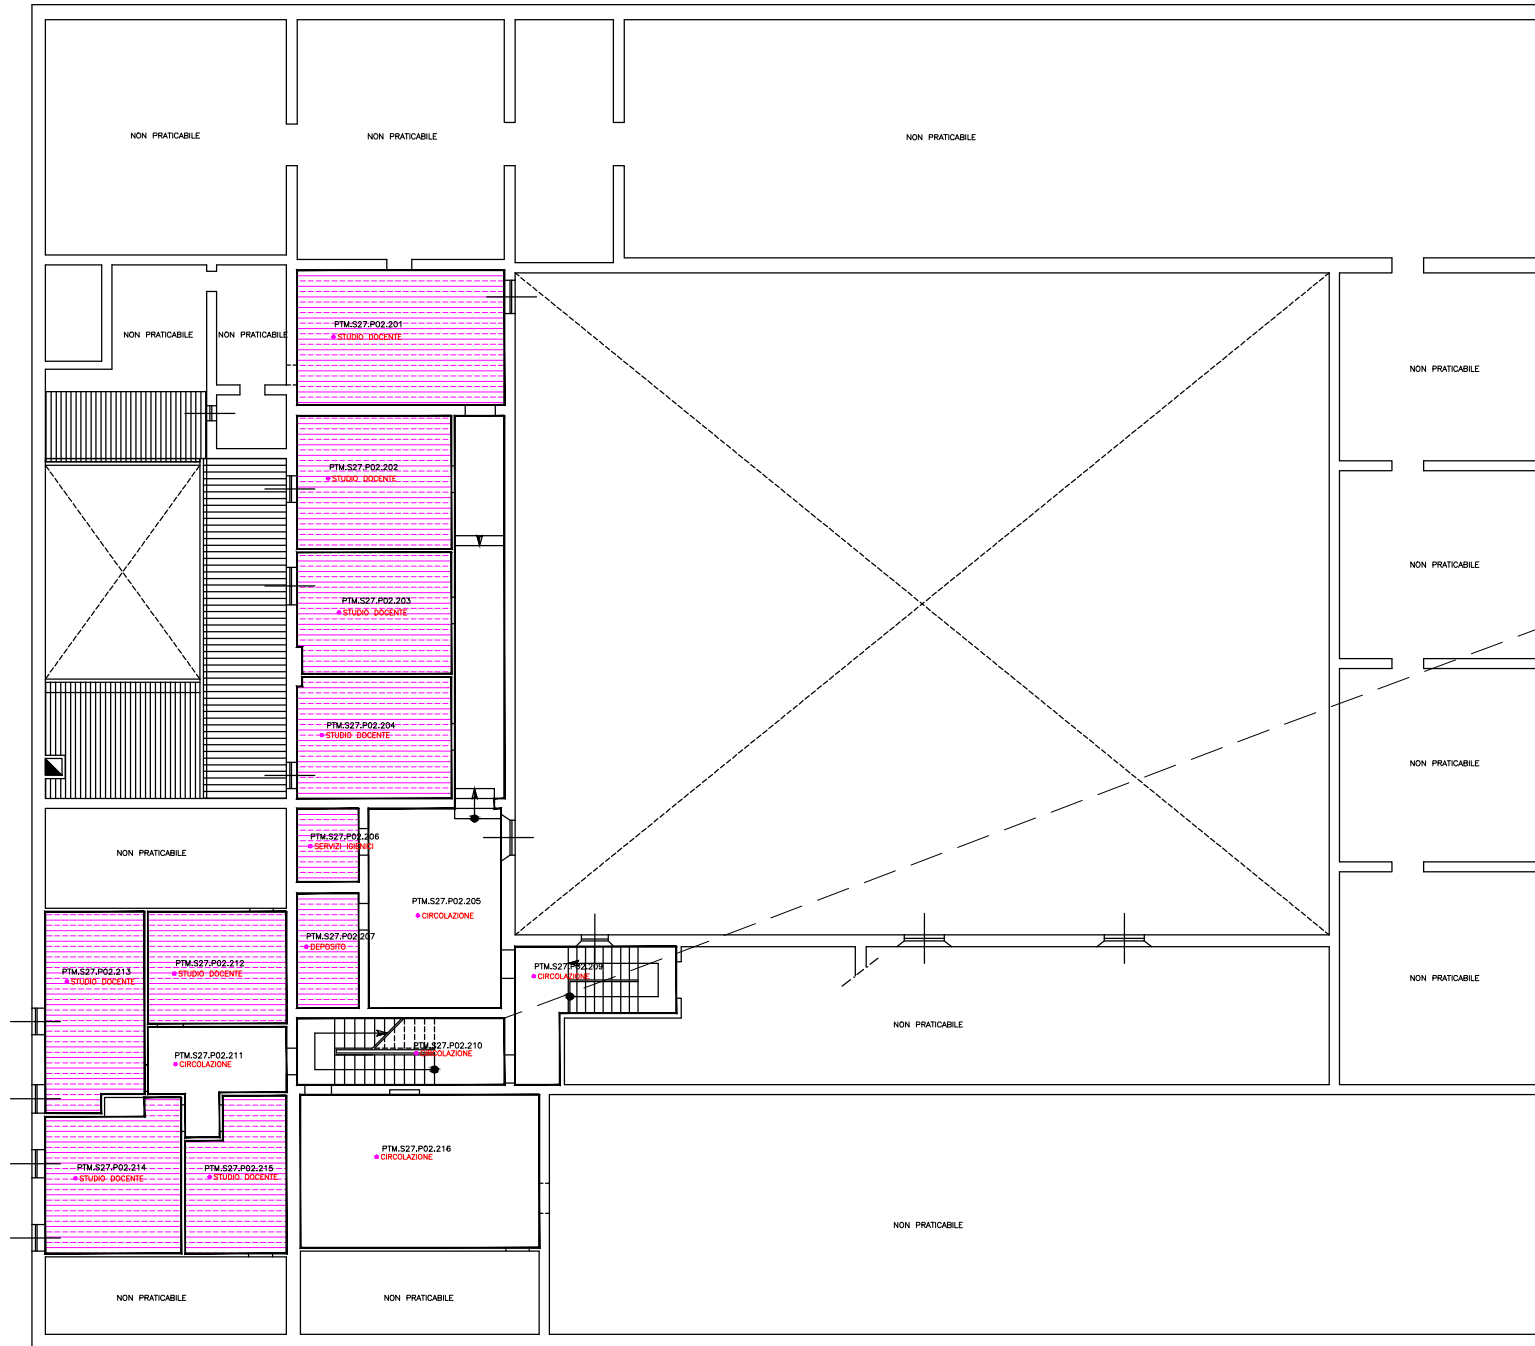 NON PRATICABILE
NON PRATICABILE
NON PRATICABILE
NON PRATICABILE
NON PRATICABILE
PTM.S27.P02.201
STUDIO DOCENTE
NON PRATICABILE
PTM.S27.P02.202
STUDIO DOCENTE
NON PRATICABILE
PTM.S27.P02.203
STUDIO DOCENTE
PTM.S27.P02.204
STUDIO DOCENTE
NON PRATICABILE
PTM.S27.P02.206
SERVIZI IGIENICI
NON PRATICABILE
PTM.S27.P02.205
CIRCOLAZIONE
PTM.S27.P02.207
DEPOSITO
PTM.S27.P02.212
STUDIO DOCENTE
PTM.S27.P02.213
STUDIO DOCENTE
PTM.S27.P02.209
CIRCOLAZIONE
NON PRATICABILE
NON PRATICABILE
PTM.S27.P02.210
CIRCOLAZIONE
PTM.S27.P02.211
CIRCOLAZIONE
PTM.S27.P02.216
CIRCOLAZIONE
PTM.S27.P02.214
STUDIO DOCENTE
PTM.S27.P02.215
STUDIO DOCENTE
NON PRATICABILE
NON PRATICABILE
NON PRATICABILE